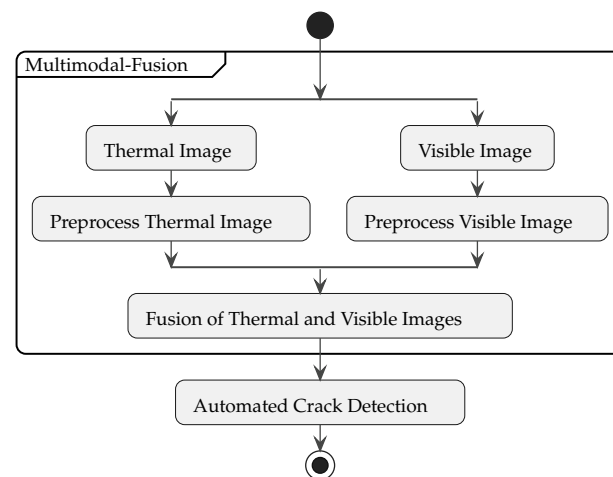 Multimodal-Fusion
Thermal Image
Visible Image
Preprocess Thermal Image
Preprocess Visible Image
Fusion of Thermal and Visible Images
Automated Crack Detection